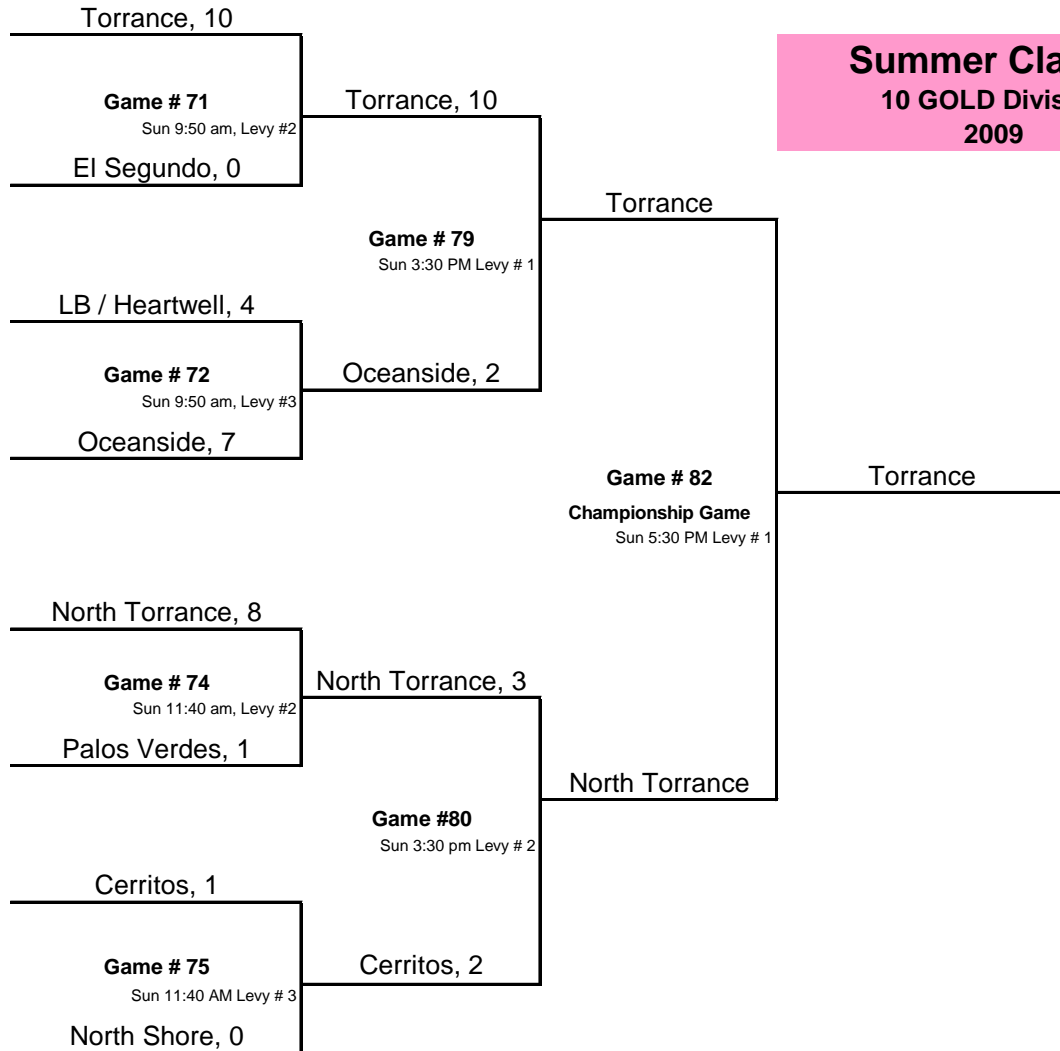 Torrance, 10
Summer Cla
10 GOLD Divis
2009
Game # 71
Sun 9:50 am, Levy #2
El Segundo, 0
Torrance, 10
Game # 79
Sun 3:30 PM Levy # 1
Torrance
LB / Heartwell, 4
Game # 72
Sun 9:50 am, Levy #3
Oceanside, 7
Oceanside, 2
Game # 82
Championship Game
Sun 5:30 PM Levy # 1
Torrance
North Torrance, 8
Game # 74
Sun 11:40 am, Levy #2
Palos Verdes, 1
North Torrance, 3
Game #80
Sun 3:30 pm Levy # 2
North Torrance
Cerritos, 1
Game # 75
Sun 11:40 AM Levy # 3
North Shore, 0
Cerritos, 2